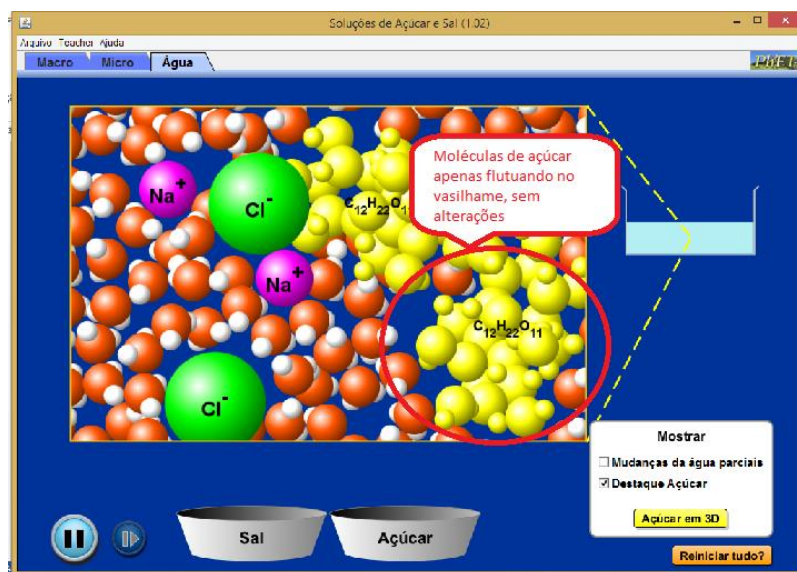 Soluções de Açúcar e Sal (1.02)
Arquivo Teacher Ajuda
Macro Micro Água
PhET
Moléculas de açúcar
apenas flutuando no
vasilhame, sem
alterações
Na+
Cl-
C12H22O11
Na+
C12H22O11
Cl-
Mostrar
Mudanças da água parciais
Destaque Açúcar
Açúcar em 3D
Sal
Açúcar
Reiniciar tudo?